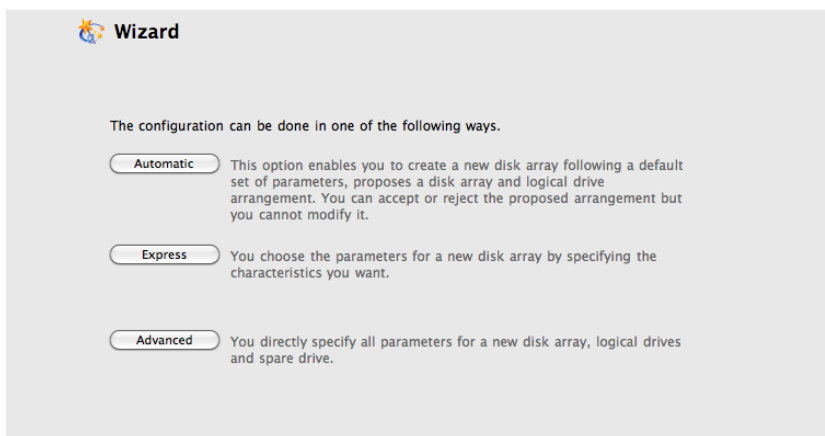 Wizard
The configuration can be done in one of the following ways.
Automatic
This option enables you to create a new disk array following a default
set of parameters, proposes a disk array and logical drive
arrangement. You can accept or reject the proposed arrangement but
you cannot modify it.
Express
You choose the parameters for a new disk array by specifying the
characteristics you want.
Advanced
You directly specify all parameters for a new disk array, logical drives
and spare drive.